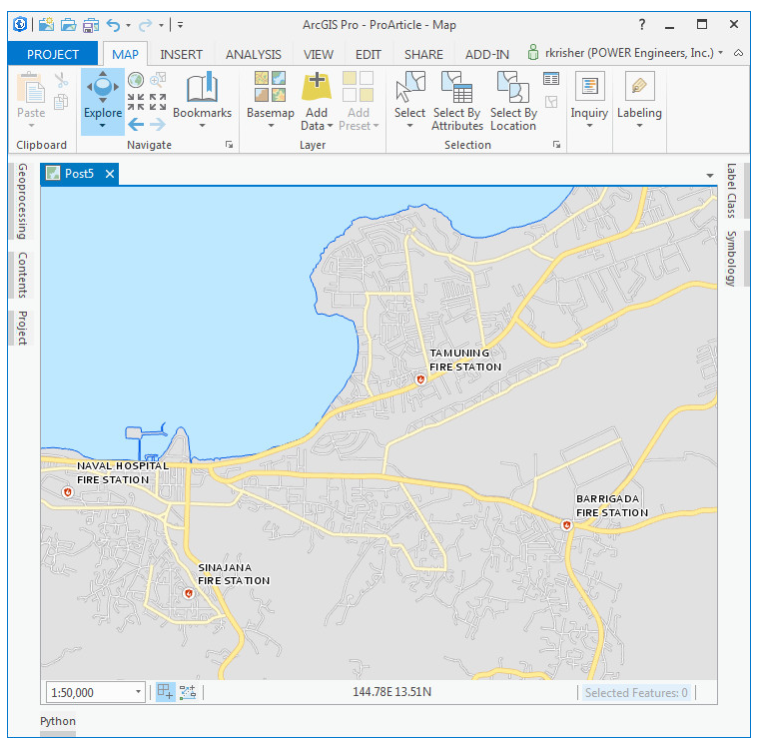 ArcGIS Pro - ProArticle - Map
?
PROJECT MAP INSERT ANALYSIS VIEW EDIT SHARE ADD-IN rkrisher (POWER Engineers, Inc.)
Paste
Explore
Bookmarks
Basemap
Add
Data
Add
Preset
Select
Select By
Attributes
Select By
Location
Inquiry
Labeling
Clipboard Navigate Layer Selection
Geoprocessing
Contents
Project
Post5
Label Class
Symbology
TAMUNING
FIRE STATION
NAVAL HOSPITAL
FIRE STATION
BARRIGADA
FIRE STATION
SINAJANA
FIRE STATION
1:50,000 144.78E 13.51N Selected Features: 0
Python